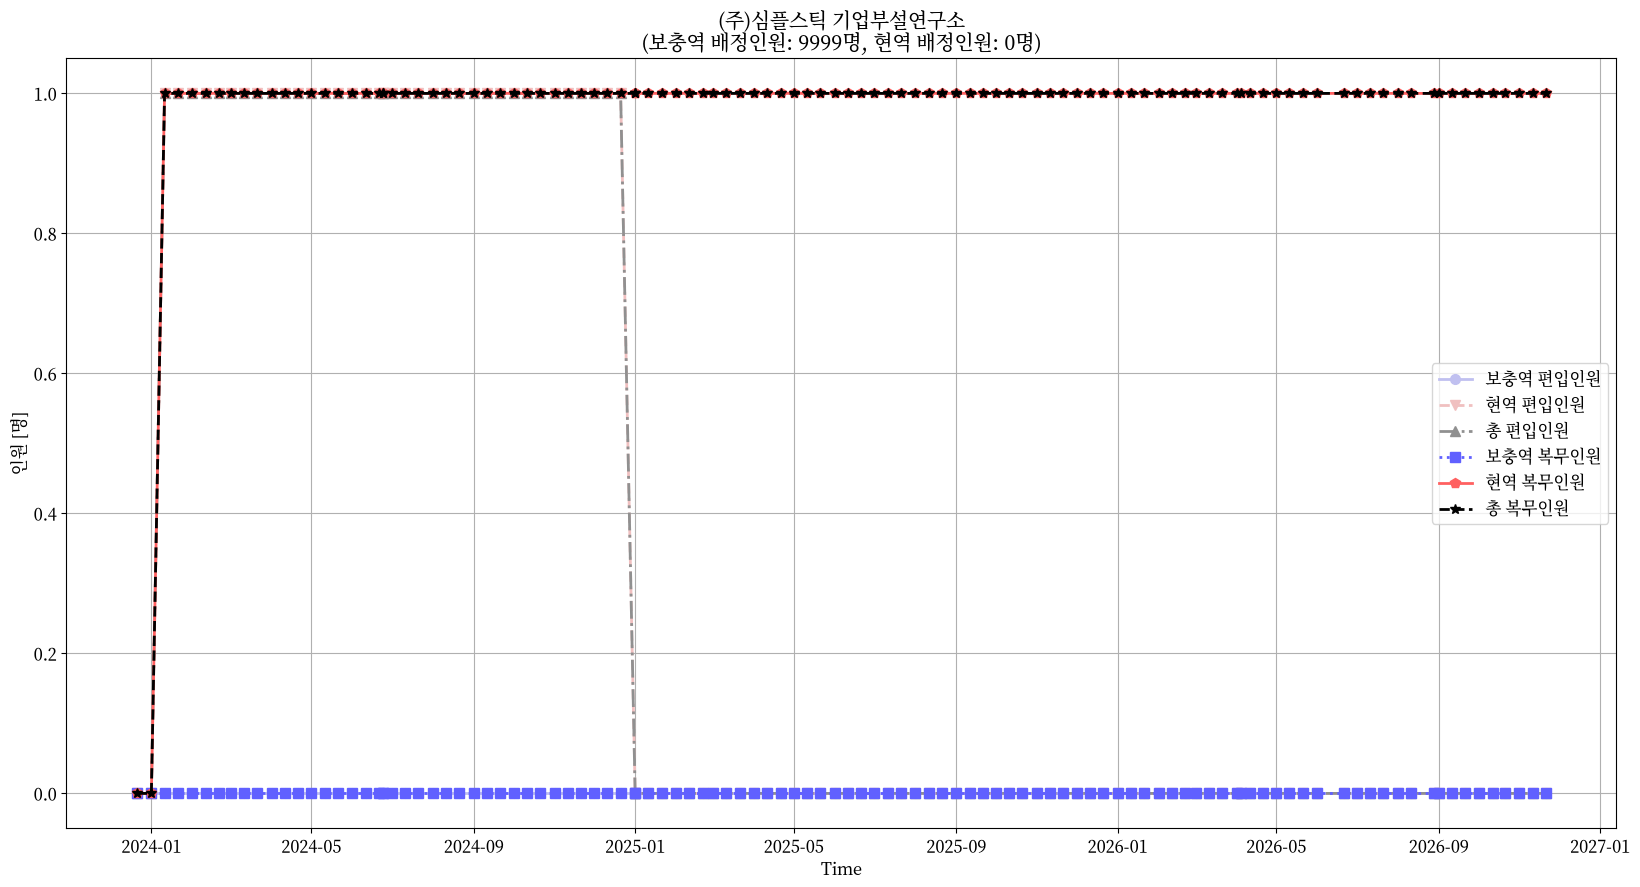 (주)심플스틱 기업부설연구소
(보충역 배정인원: 9999명, 현역 배정인원: 0명)
인원 [명]
1.0
0.8
0.6
0.4
0.2
0.0
보충역 편입인원
현역 편입인원
총 편입인원
보충역 복무인원
현역 복무인원
총 복무인원
2024-01 2024-05 2024-09 2025-01 2025-05 2025-09 2026-01 2026-05 2026-09 2027-01
Time